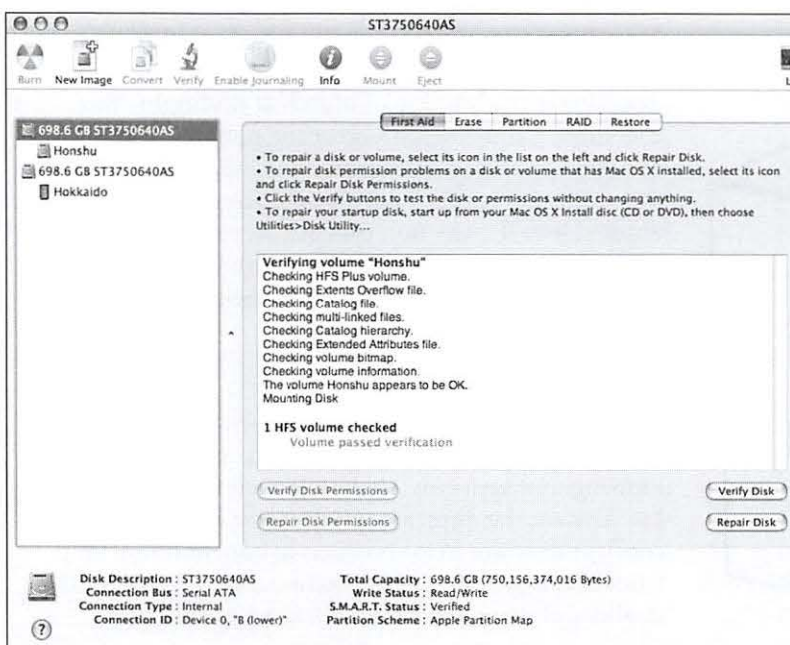 ST3750640AS
Burn New Image Convert Verify Enable Journaling Info Mount Eject
698.6 GB ST3750640AS
Honshu
698.6 GB ST3750640AS
Hokkaido
First Aid Erase Partition RAID Restore
• To repair a disk or volume, select its icon in the list on the left and click Repair Disk.
• To repair disk permission problems on a disk or volume that has Mac OS X installed, select its icon
and click Repair Disk Permissions.
• Click the Verify buttons to test the disk or permissions without changing anything.
• To repair your startup disk, start up from your Mac OS X Install disc (CD or DVD), then choose
Utilities>Disk Utility...
Verifying volume "Honshu"
Checking HFS Plus volume.
Checking Extents Overflow file.
Checking Catalog file.
Checking multi-linked files.
Checking Catalog hierarchy.
Checking Extended Attributes file.
Checking volume bitmap.
Checking volume information.
The volume Honshu appears to be OK.
Mounting Disk
1 HFS volume checked
Volume passed verification
Verify Disk Permissions Verify Disk
Repair Disk Permissions Repair Disk
Disk Description : ST3750640AS
Connection Bus : Serial ATA
Connection Type : Internal
Connection ID : Device 0, "B (lower)"
Total Capacity : 698.6 GB (750,156,374,016 Bytes)
Write Status : Read/Write
S.M.A.R.T. Status : Verified
Partition Scheme : Apple Partition Map
?